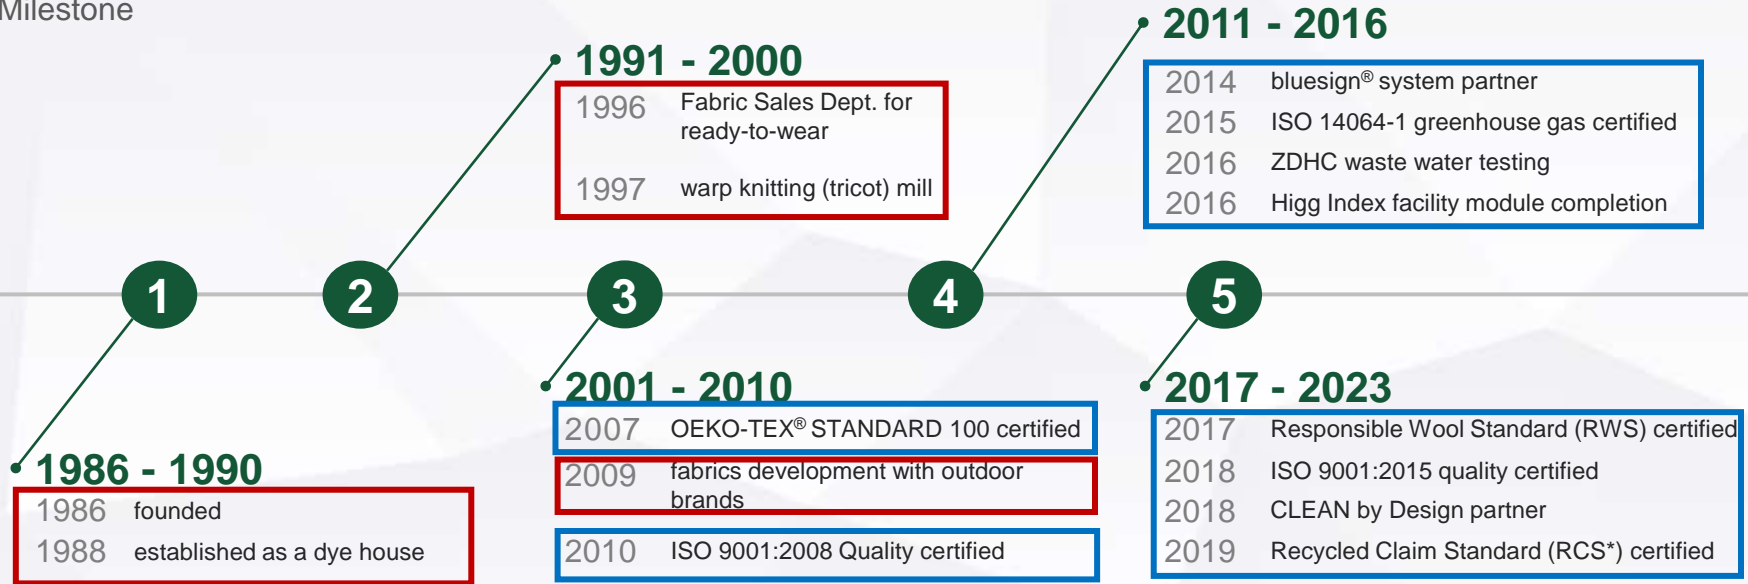 Milestone
1986 - 1990
1986 founded
1988 established as a dye house
1991 - 2000
1996 Fabric Sales Dept. for
ready-to-wear
1997 warp knitting (tricot) mill
2001 - 2010
2007 OEKO-TEX® STANDARD 100 certified
2009 fabrics development with outdoor
brands
2010 ISO 9001:2008 Quality certified
2011 - 2016
2014 bluesign® system partner
2015 ISO 14064-1 greenhouse gas certified
2016 ZDHC waste water testing
2016 Higg Index facility module completion
2017 - 2023
2017 Responsible Wool Standard (RWS) certified
2018 ISO 9001:2015 quality certified
2018 CLEAN by Design partner
2019 Recycled Claim Standard (RCS*) certified
1
2
3
4
5